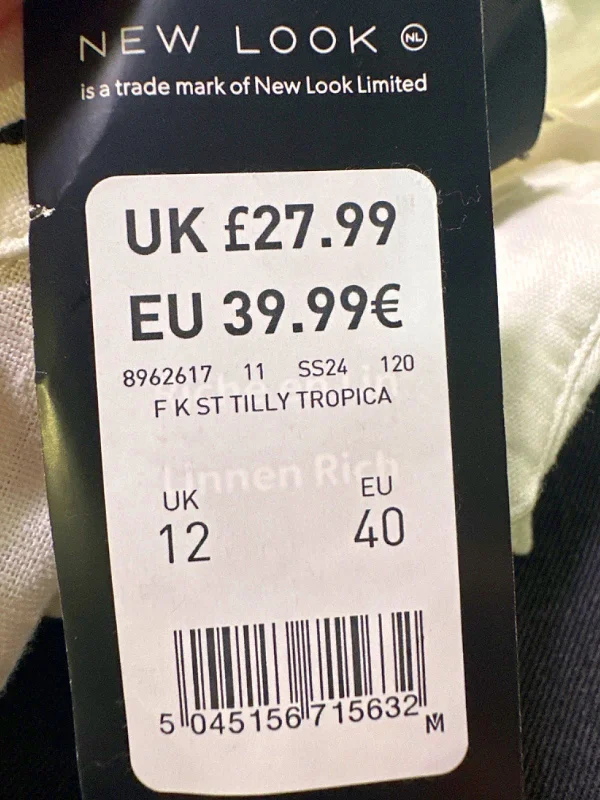 NEW LOOK NL
is a trade mark of New Look Limited
UK £27.99
EU 39.99€
8962617 11 SS24 120
F K ST TILLY TROPICA
Linnen Rich
UK EU
12 40
5 045156 715632 M